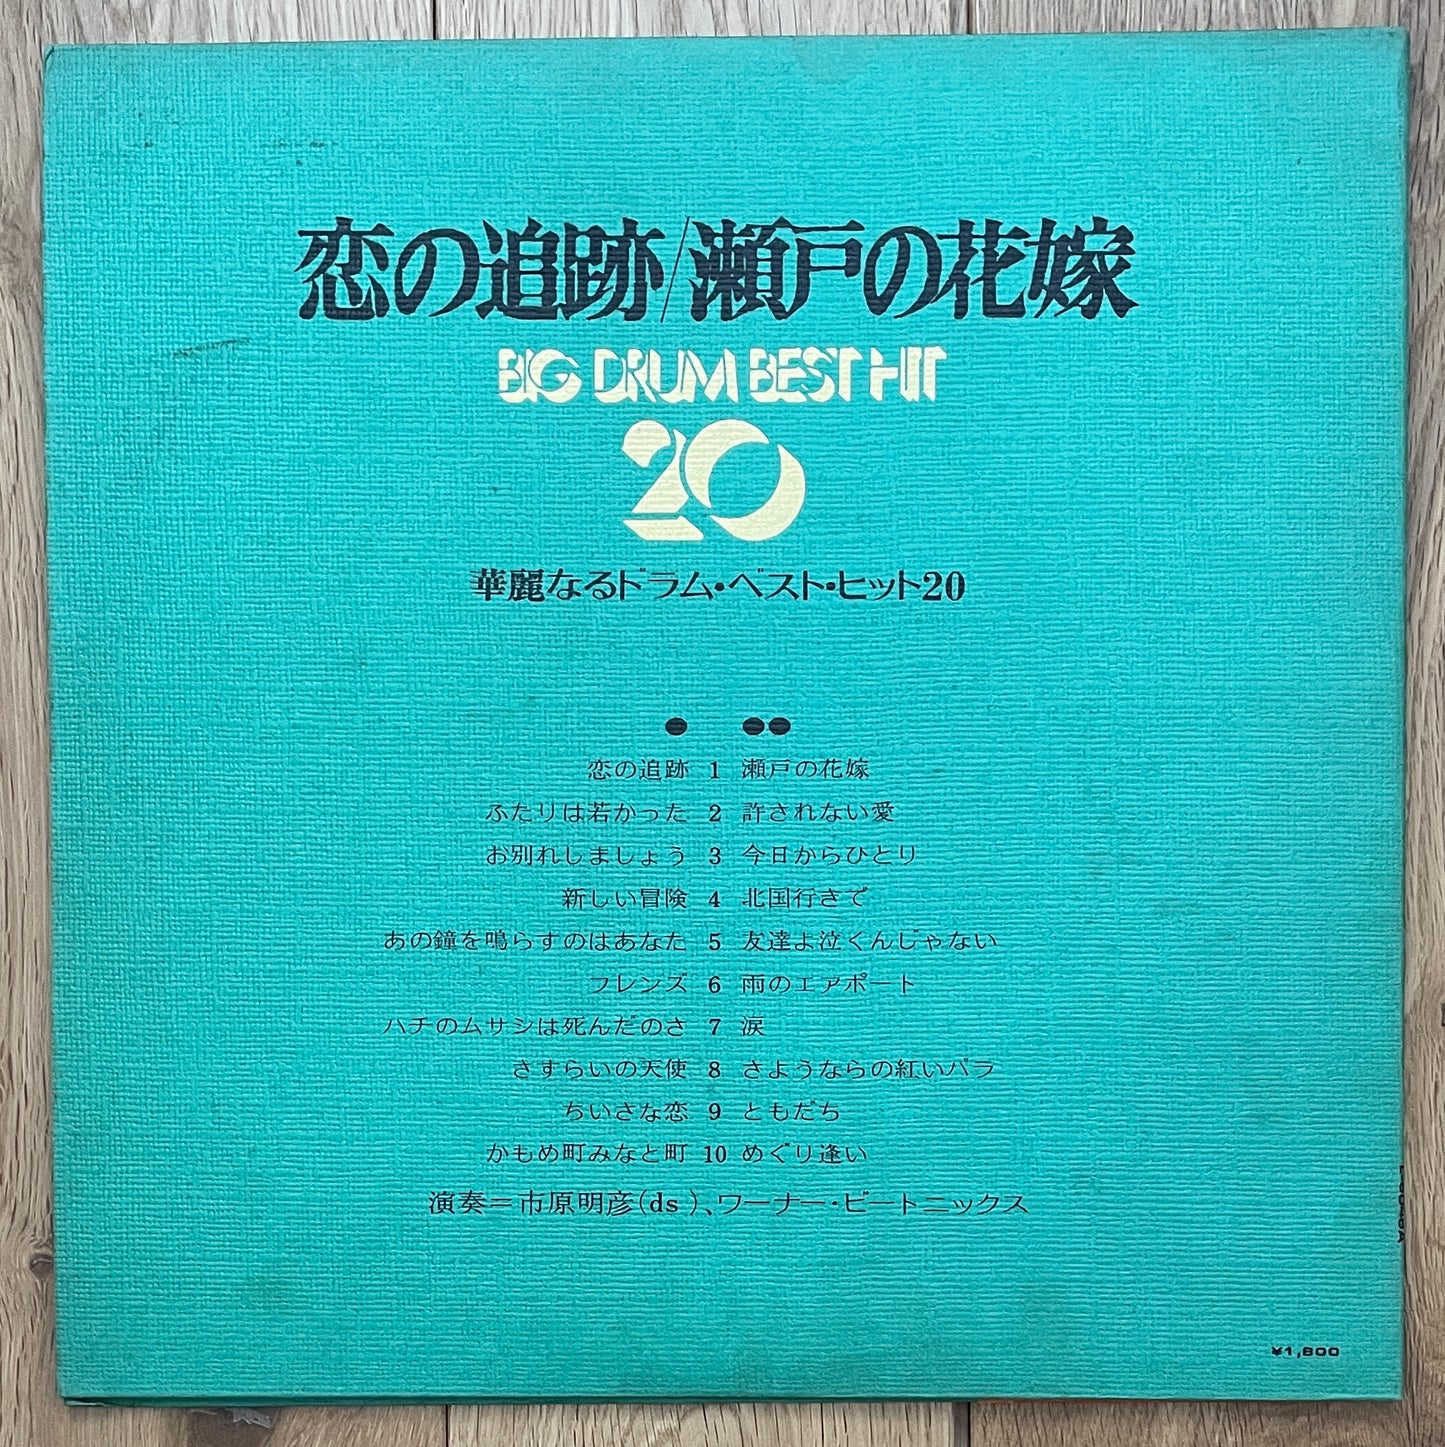 恋の追跡/瀬戸の花嫁
BIG DRUM BEST HIT
20
華麗なるドラム・ベスト・ヒット20
恋の追跡 1 瀬戸の花嫁
ふたりは若かった 2 許されない愛
お別れしましょう 3 今日からひとり
新しい冒険 4 北国行きで
あの鐘を鳴らすのはあなた 5 友達よ泣くんじゃない
フレンズ 6 雨のエアポート
ハチのムサシは死んだのさ 7 涙
さすらいの天使 8 さようならの紅いバラ
ちいさな恋 9 ともだち
かもめ町みなと町 10 めぐり逢い
演奏=市原明彦(ds)、ワーナー・ビートニックス
¥1,800